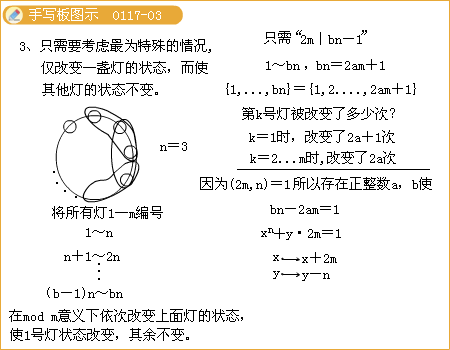 手写板图示 0117-03
3、只需要考虑最为特殊的情况,
仅改变一盏灯的状态，而使
其他灯的状态不变。
n＝3
将所有灯1—m编号
1～n
n＋1～2n
⋮
(b－1)n～bn
在mod m意义下依次改变上面灯的状态，
使1号灯状态改变，其余不变。
只需“2m｜bn－1”
1～bn，bn＝2am＋1
{1,...,bn}＝{1,2....,2am＋1}
第k号灯被改变了多少次？
k＝1时，改变了2a＋1次
k＝2...m时,改变了2a次
因为(2m,n)＝1所以存在正整数a，b使
bn－2am＝1
xn＋y·2m＝1
x⟷x＋2m
y⟷y－n